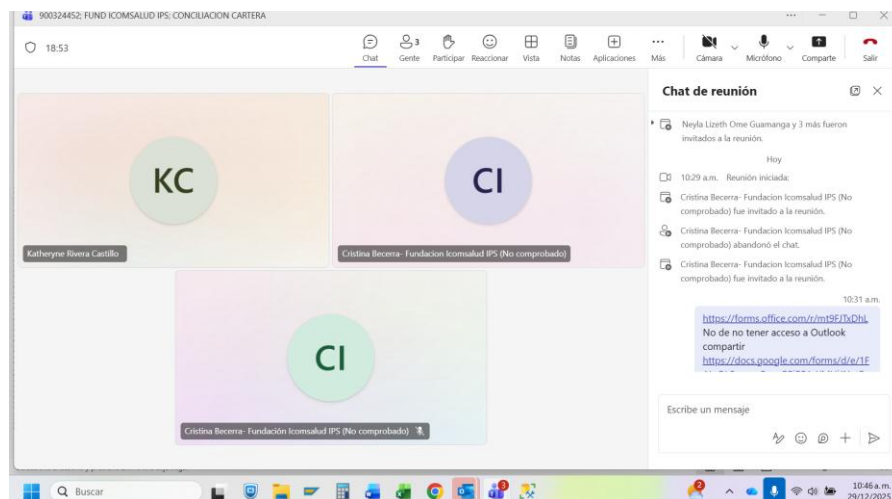 900324452; FUND ICOMSALUD IPS; CONCILIACION CARTERA
18:53
Chat
3
Gente
Participar
Reaccionar
Vista
Notas
Aplicaciones
Más
Cámara
Micrófono
Comparte
Salir
KC
Katheryne Rivera Castillo
CI
Cristina Becerra- Fundacion Icomsalud IPS (No comprobado)
CI
Cristina Becerra- Fundación Icomsalud IPS (No comprobado)
Chat de reunión
Neyla Lizeth Ome Guamanga y 3 más fueron
invitados a la reunión.
Hoy
10:29 a.m. Reunión iniciada:
Cristina Becerra- Fundacion Icomsalud IPS (No
comprobado) fue invitado a la reunión.
Cristina Becerra- Fundacion Icomsalud IPS (No
comprobado) abandonó el chat.
Cristina Becerra- Fundacion Icomsalud IPS (No
comprobado) fue invitado a la reunión.
10:31 a.m.
https://forms.office.com/r/mt9FJTxDhL
No de no tener acceso a Outlook
compartir
https://docs.google.com/forms/d/e/1F
Escribe un mensaje
Buscar
10:46 a.m.
29/12/2025